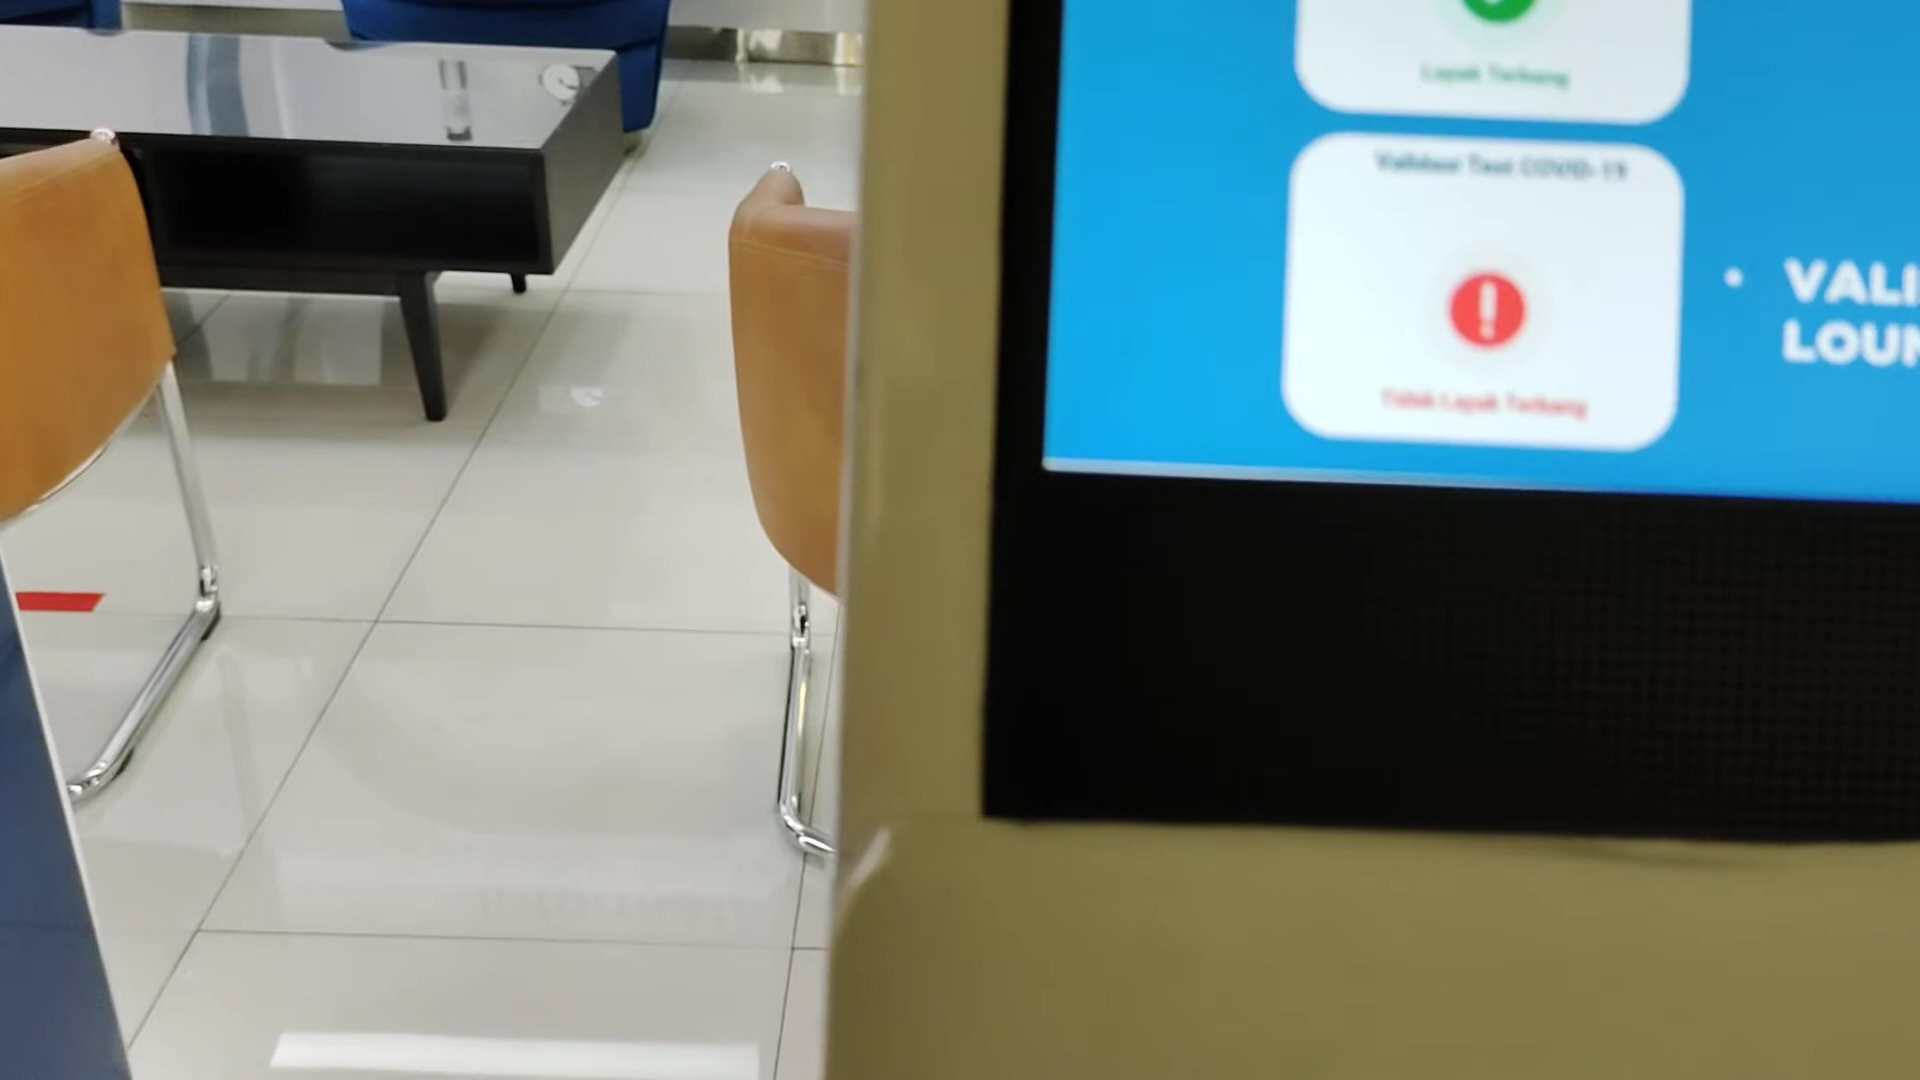 Layak Terbang
Validasi Test COVID-19
Tidak Layak Terbang
• VALI
LOUN